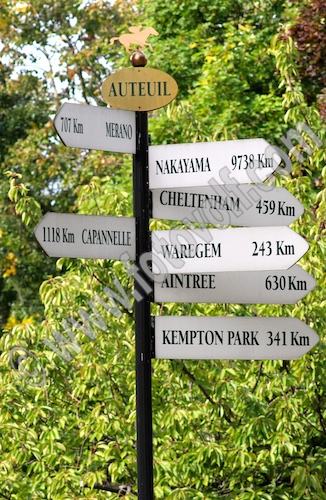 AUTEUIL
707 Km MERANO
NAKAYAMA 9738 Km
CHELTENHAM 459 Km
1118 Km CAPANNELLE
WAREGEM 243 Km
AINTREE 630 Km
KEMPTON PARK 341 Km